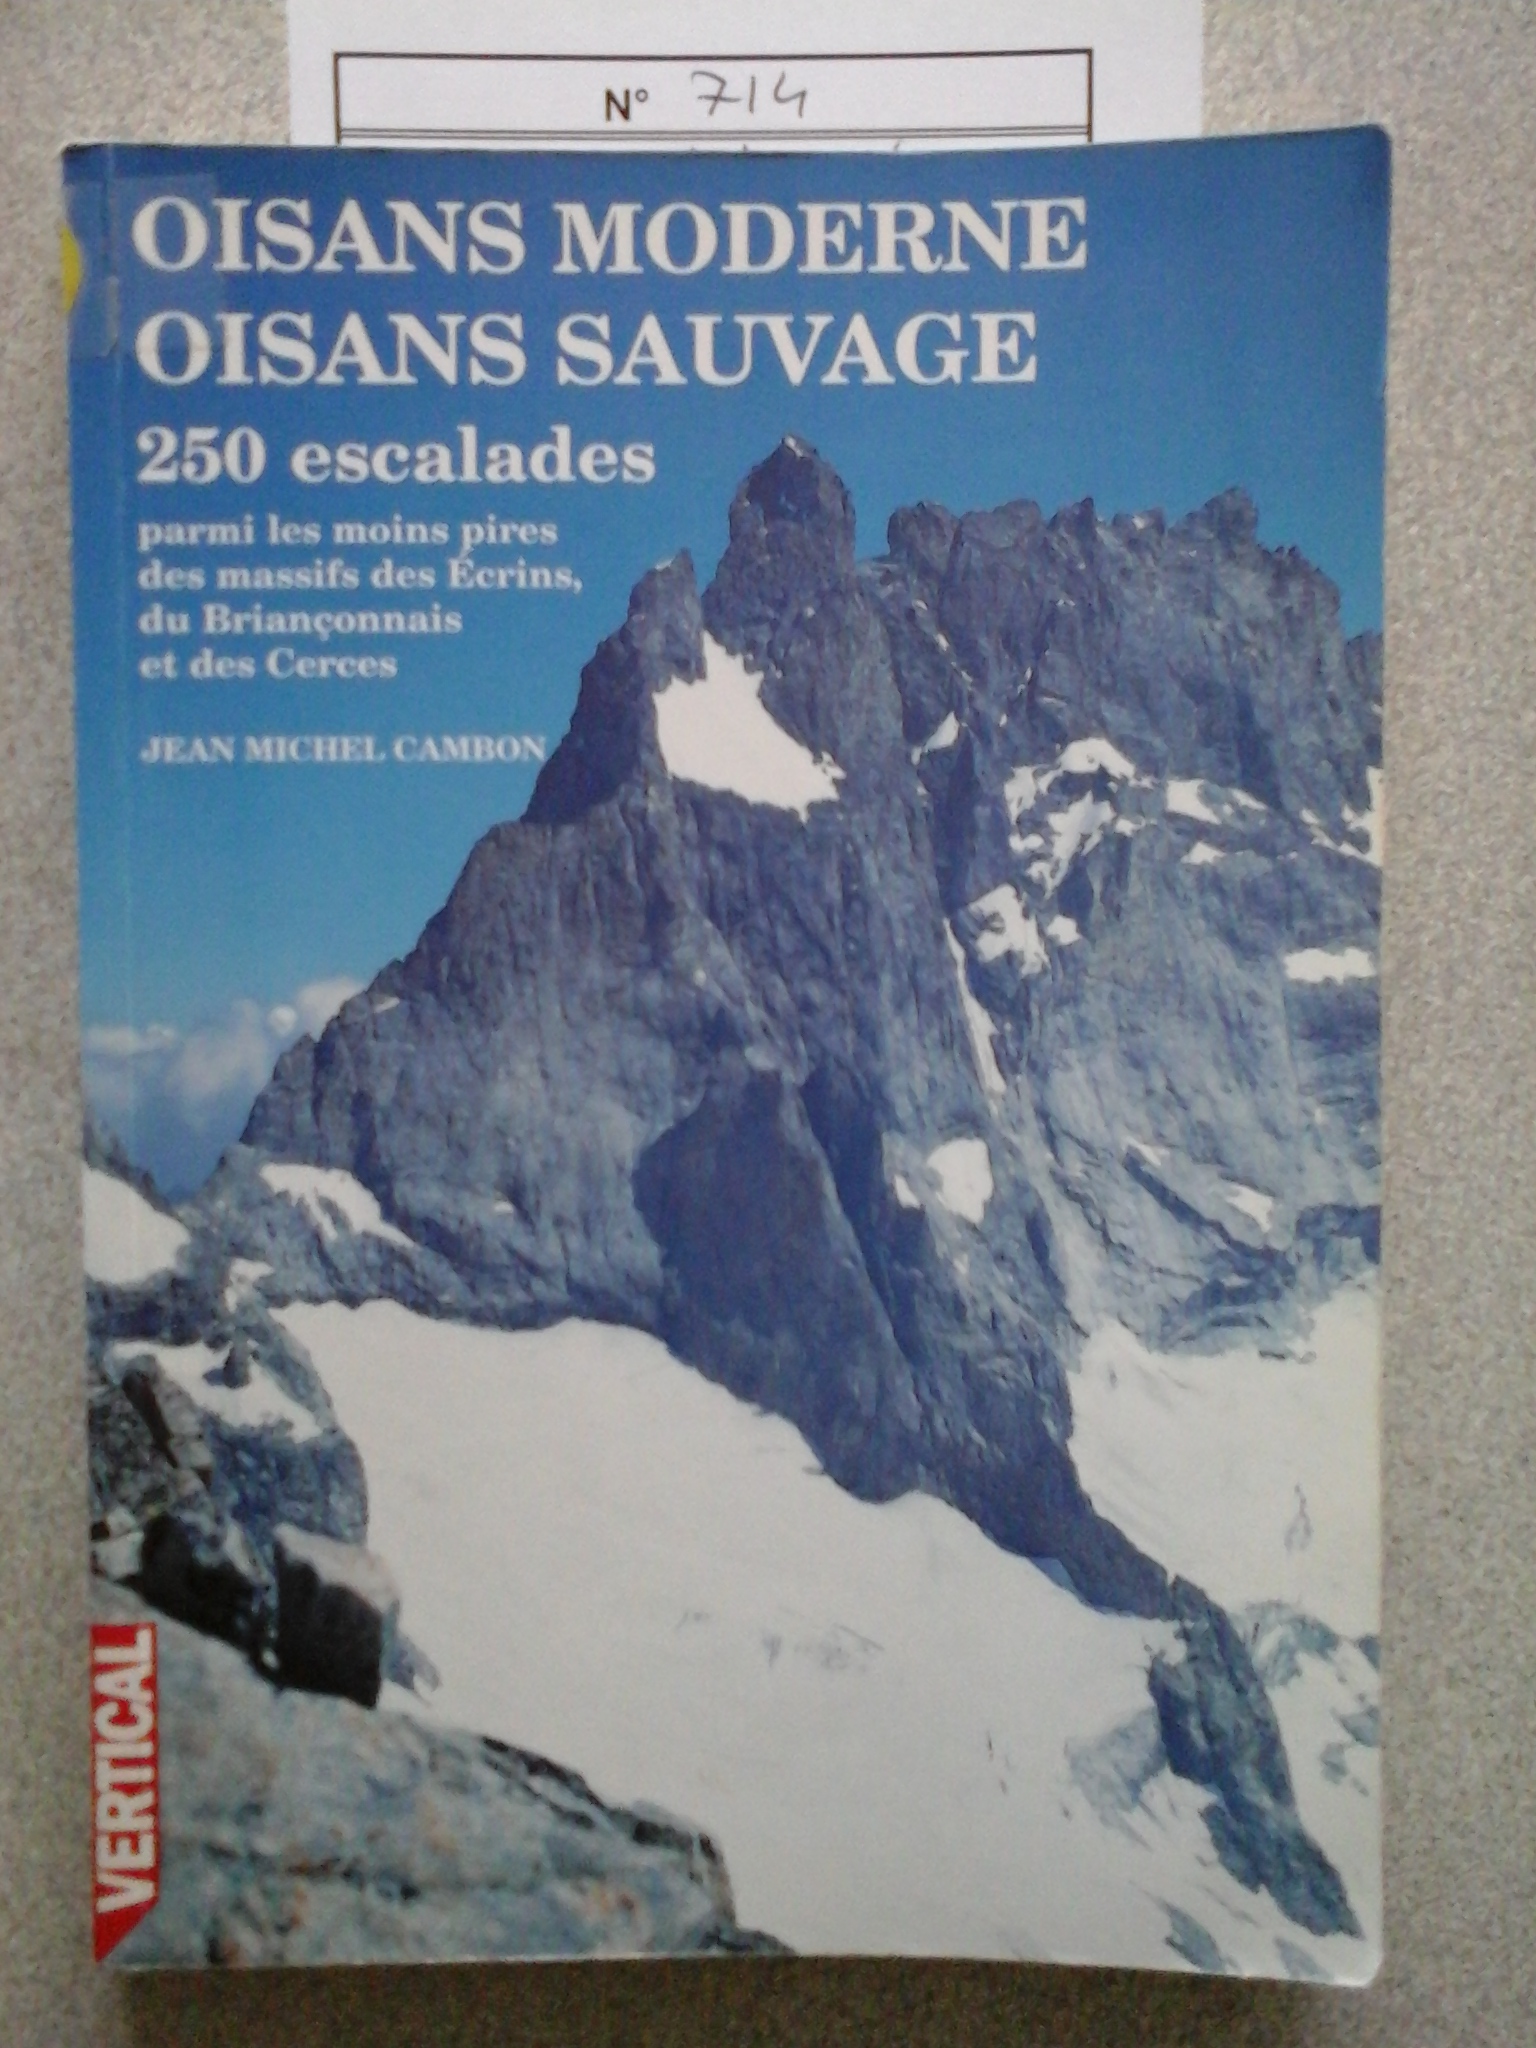 N° 714
OISANS MODERNE
OISANS SAUVAGE
250 escalades
parmi les moins pires
des massifs des Écrins,
du Briançonnais
et des Cerces
JEAN MICHEL CAMBON
VERTICAL